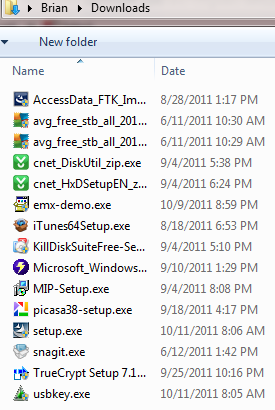 Brian Downloads
New folder
Name Date
AccessData_FTK_Im... 8/28/2011 1:17 PM
avg_free_stb_all_201... 6/11/2011 10:30 AM
avg_free_stb_all_201... 6/11/2011 10:29 AM
cnet_DiskUtil_zip.exe 9/4/2011 5:38 PM
cnet_HxDSetupEN_z... 9/4/2011 6:24 PM
emx-demo.exe 10/9/2011 8:59 PM
iTunes64Setup.exe 8/18/2011 6:53 PM
KillDiskSuiteFree-Se... 9/4/2011 5:10 PM
Microsoft_Windows... 9/10/2011 1:29 PM
MIP-Setup.exe 9/4/2011 8:08 PM
picasa38-setup.exe 9/18/2011 4:17 PM
setup.exe 10/11/2011 8:06 AM
snagit.exe 6/12/2011 1:42 PM
TrueCrypt Setup 7.1... 9/25/2011 10:16 PM
usbkey.exe 10/11/2011 8:05 AM